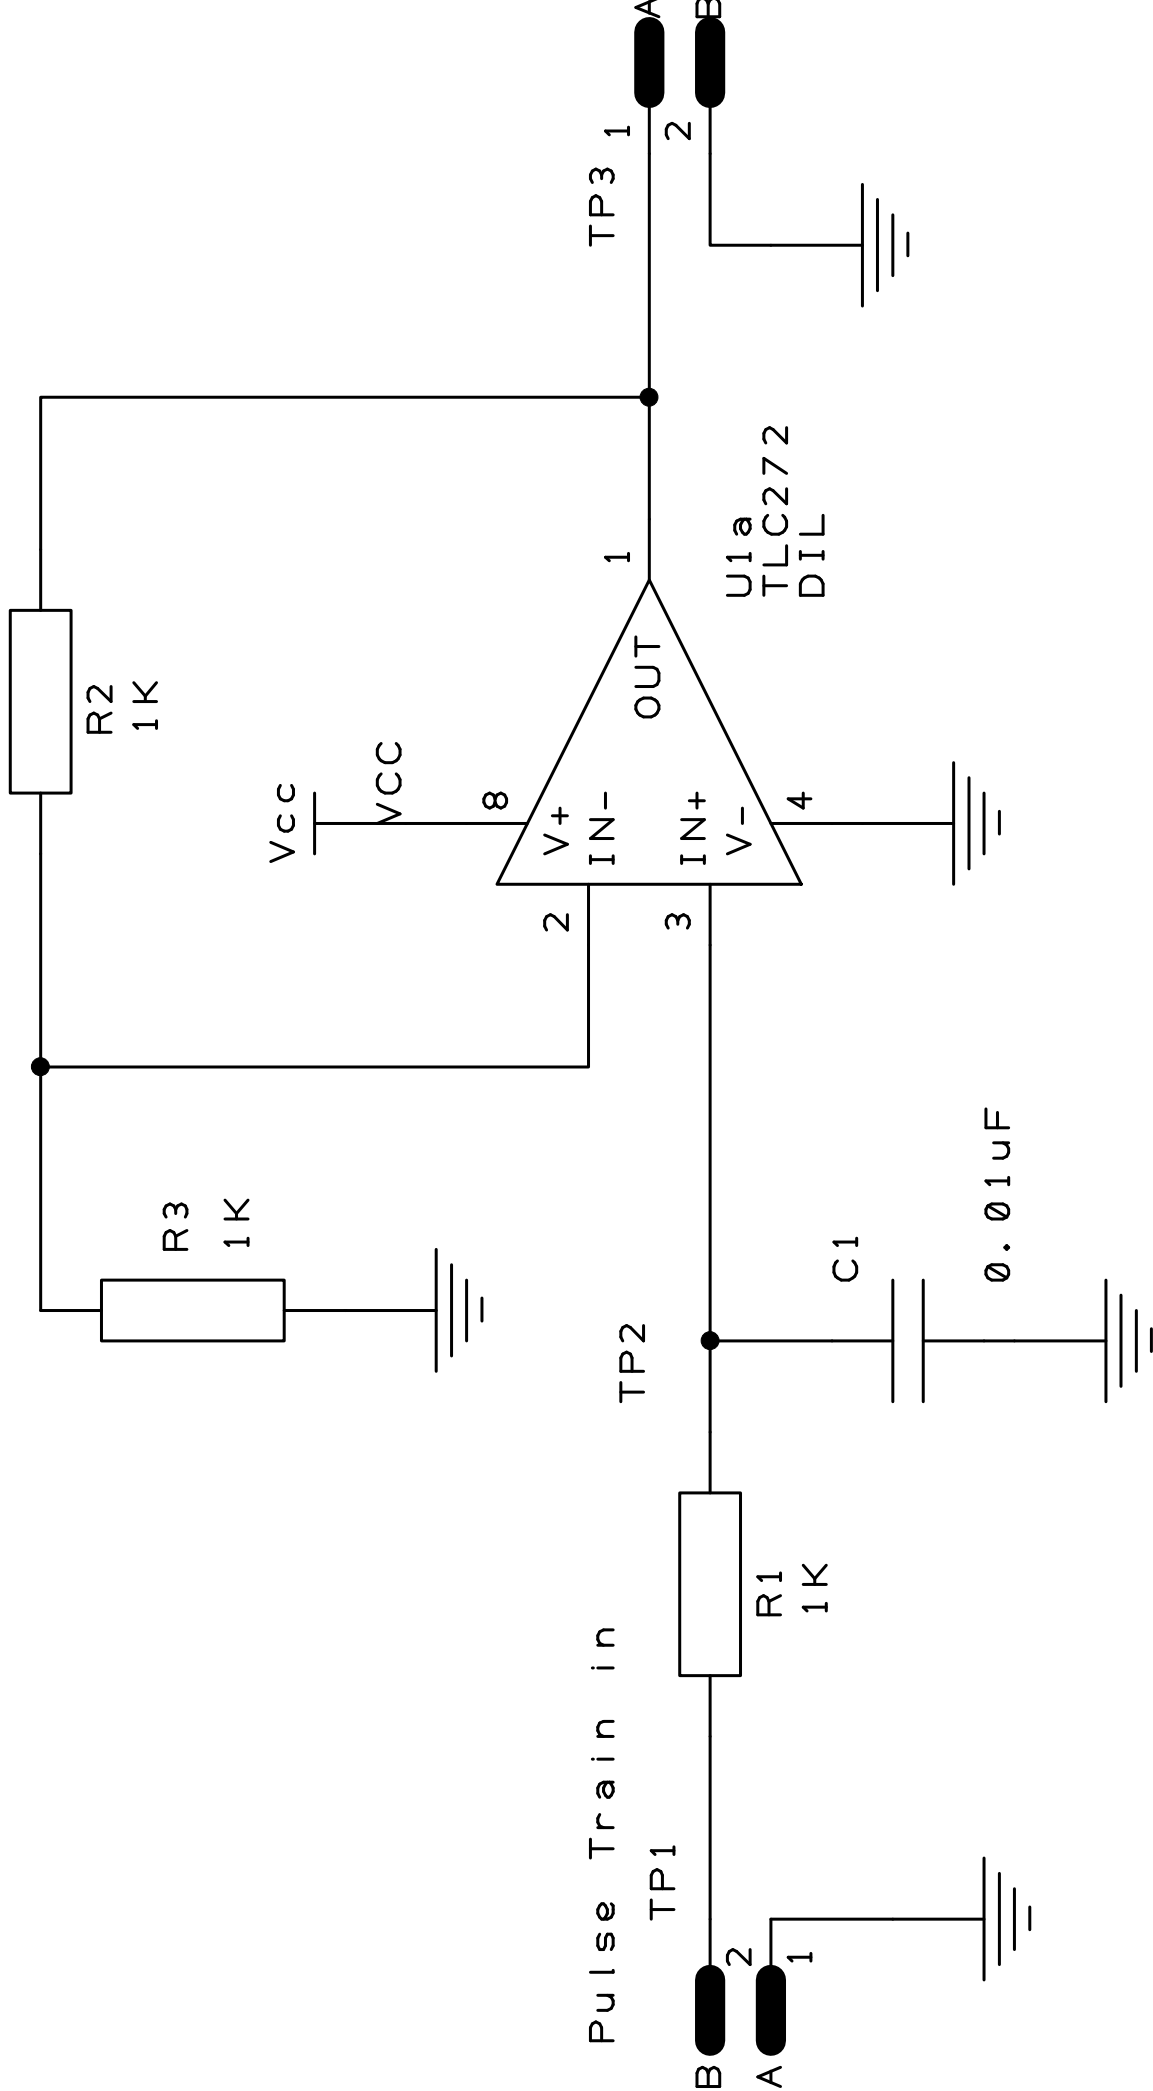 R2
1K
R3
1K
Vcc
VCC
8
V+
2
IN-
OUT
1
IN+
3
V-
4
U1a
TLC272
DIL
TP3
1
A
2
B
Pulse Train in
TP1
B
2
A
1
R1
1K
TP2
C1
0.01uF